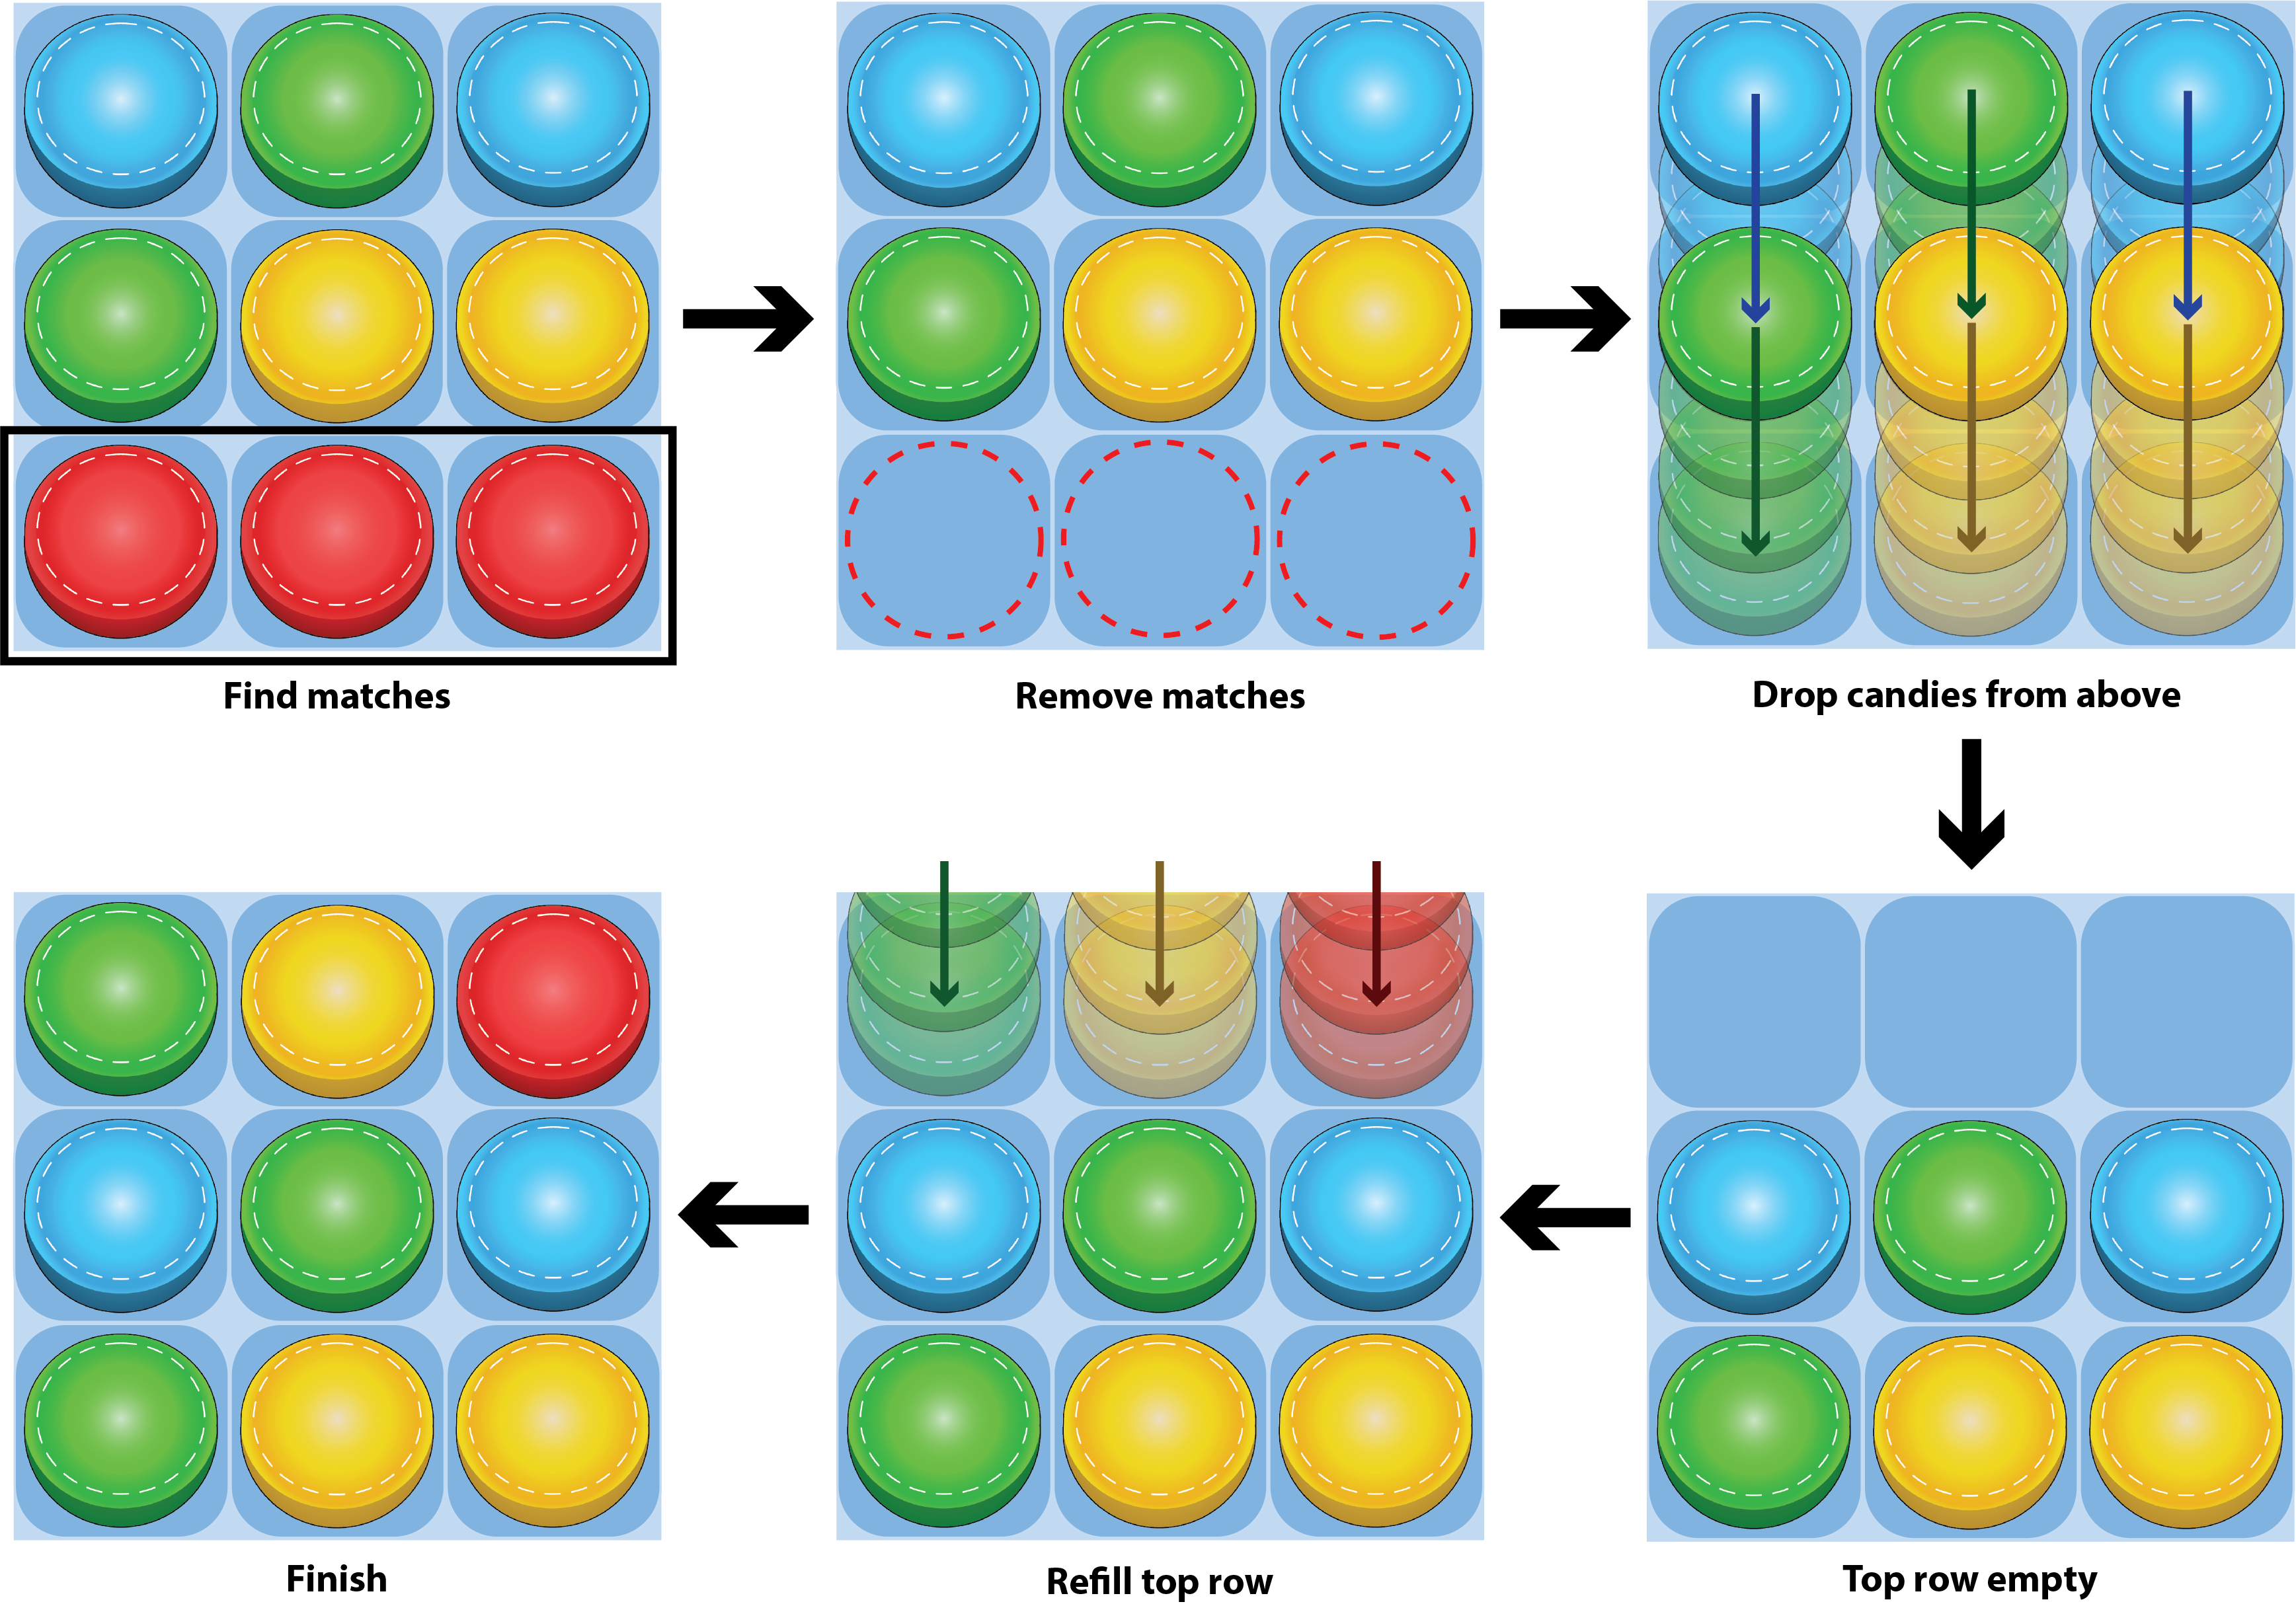 Find matches
Remove matches
Drop candies from above
Finish
Refill top row
Top row empty